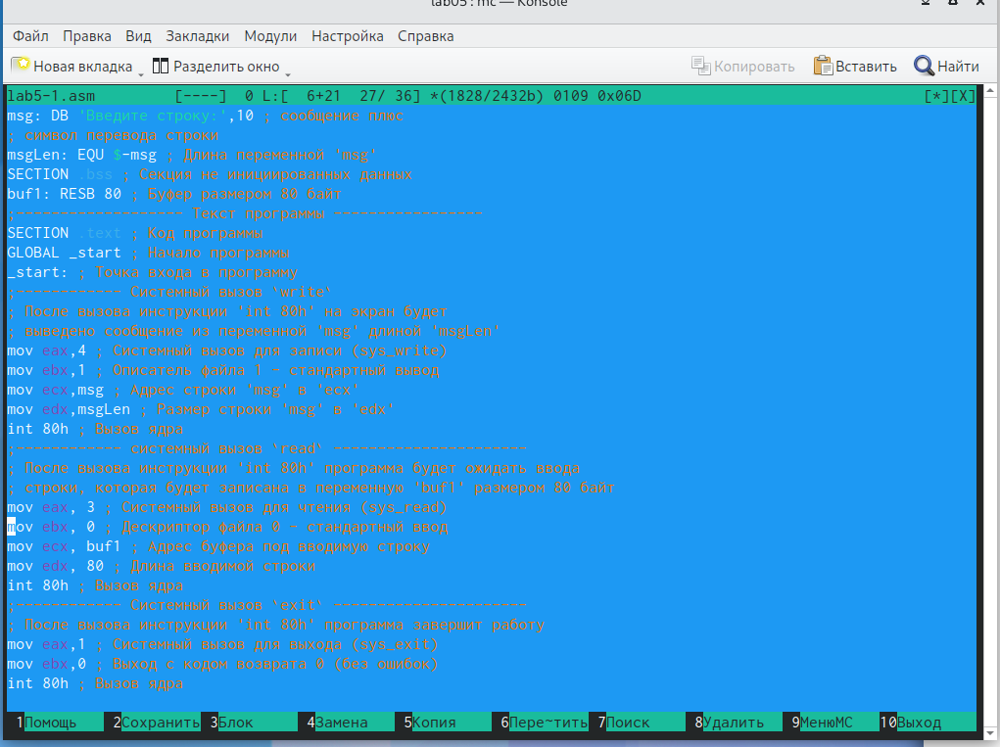 lab05 : mc — Konsole
Файл Правка Вид Закладки Модули Настройка Справка
Новая вкладка Разделить окно Копировать Вставить Найти
lab5-1.asm [----] 0 L:[ 6+21 27/ 36] *(1828/2432b) 0109 0x06D [*][X]
msg: DB 'Введите строку:',10 ; сообщение плюс
; символ перевода строки
msgLen: EQU $-msg ; Длина переменной 'msg'
SECTION .bss ; Секция не инициированных данных
buf1: RESB 80 ; Буфер размером 80 байт
;------------------- Текст программы -----------------
SECTION .text ; Код программы
GLOBAL _start ; Начало программы
_start: ; Точка входа в программу
;------------ Системный вызов `write`
; После вызова инструкции 'int 80h' на экран будет
; выведено сообщение из переменной 'msg' длиной 'msgLen'
mov eax,4 ; Системный вызов для записи (sys_write)
mov ebx,1 ; Описатель файла 1 - стандартный вывод
mov ecx,msg ; Адрес строки 'msg' в 'ecx'
mov edx,msgLen ; Размер строки 'msg' в 'edx'
int 80h ; Вызов ядра
;------------ системный вызов `read` ----------------------
; После вызова инструкции 'int 80h' программа будет ожидать ввода
; строки, которая будет записана в переменную 'buf1' размером 80 байт
mov eax, 3 ; Системный вызов для чтения (sys_read)
mov ebx, 0 ; Дескриптор файла 0 - стандартный ввод
mov ecx, buf1 ; Адрес буфера под вводимую строку
mov edx, 80 ; Длина вводимой строки
int 80h ; Вызов ядра
;------------ Системный вызов `exit` ----------------------
; После вызова инструкции 'int 80h' программа завершит работу
mov eax,1 ; Системный вызов для выхода (sys_exit)
mov ebx,0 ; Выход с кодом возврата 0 (без ошибок)
int 80h ; Вызов ядра
1Помощь 2Сохранить 3Блок 4Замена 5Копия 6Пере~тить 7Поиск 8Удалить 9МенюMC 10Выход